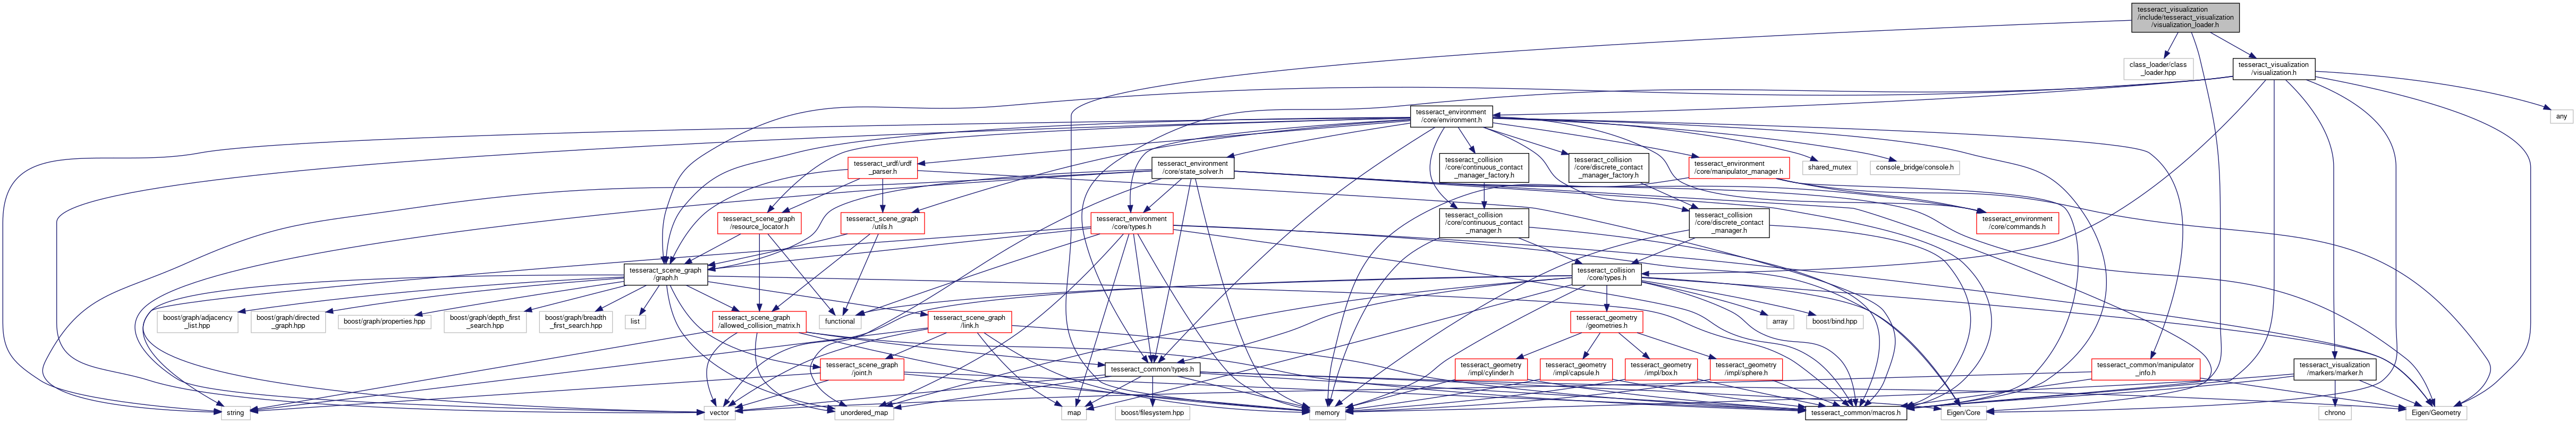 tesseract_visualization
/include/tesseract_visualization
/visualization_loader.h
class_loader/class
_loader.hpp
tesseract_visualization
/visualization.h
any
tesseract_environment
/core/environment.h
tesseract_urdf/urdf
_parser.h
tesseract_environment
/core/state_solver.h
tesseract_collision
/core/continuous_contact
_manager_factory.h
tesseract_collision
/core/discrete_contact
_manager_factory.h
tesseract_environment
/core/manipulator_manager.h
shared_mutex
console_bridge/console.h
tesseract_scene_graph
/resource_locator.h
tesseract_scene_graph
/utils.h
tesseract_environment
/core/types.h
tesseract_collision
/core/continuous_contact
_manager.h
tesseract_collision
/core/discrete_contact
_manager.h
tesseract_environment
/core/commands.h
tesseract_scene_graph
/graph.h
tesseract_collision
/core/types.h
boost/graph/adjacency
_list.hpp
boost/graph/directed
_graph.hpp
boost/graph/properties.hpp
boost/graph/depth_first
_search.hpp
boost/graph/breadth
_first_search.hpp
list
tesseract_scene_graph
/allowed_collision_matrix.h
functional
tesseract_scene_graph
/link.h
tesseract_geometry
/geometries.h
array
boost/bind.hpp
tesseract_scene_graph
/joint.h
tesseract_common/types.h
tesseract_geometry
/impl/cylinder.h
tesseract_geometry
/impl/capsule.h
tesseract_geometry
/impl/box.h
tesseract_geometry
/impl/sphere.h
tesseract_common/manipulator
_info.h
tesseract_visualization
/markers/marker.h
string
vector
unordered_map
map
boost/filesystem.hpp
memory
tesseract_common/macros.h
Eigen/Core
chrono
Eigen/Geometry